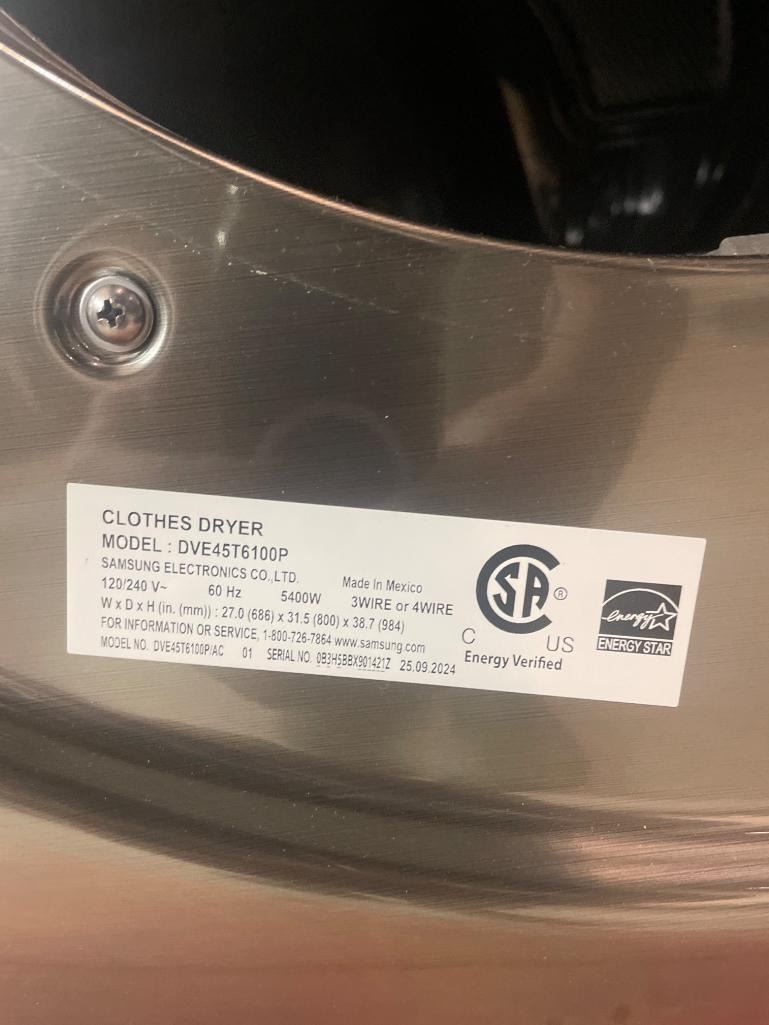 CLOTHES DRYER
MODEL : DVE45T6100P
SAMSUNG ELECTRONICS CO.,LTD. Made In Mexico
120/240 V~ 60 Hz 5400W 3WIRE or 4WIRE
W x D x H (in. (mm)) : 27.0 (686) x 31.5 (800) x 38.7 (984)
FOR INFORMATION OR SERVICE, 1-800-726-7864 www.samsung.com
MODEL NO. DVE45T6100P/AC 01 SERIAL NO. 0B3H5BBX901421Z 25.09.2024
SA ®
C US
Energy Verified
energy
ENERGY STAR